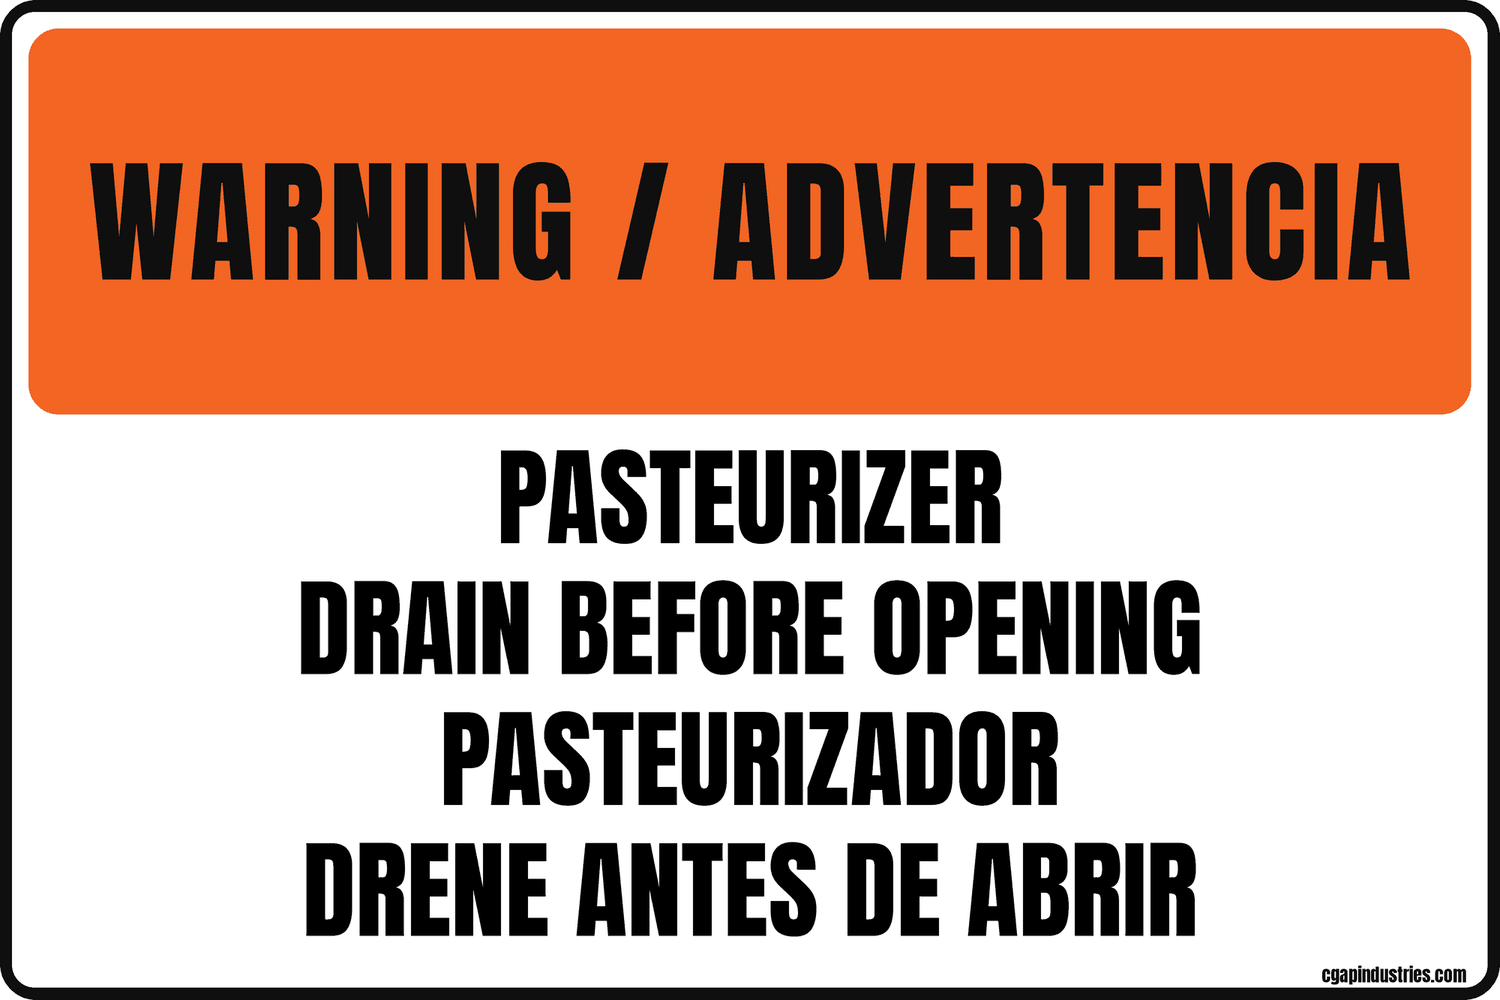 WARNING / ADVERTENCIA
PASTEURIZER
DRAIN BEFORE OPENING
PASTEURIZADOR
DRENE ANTES DE ABRIR
cgapindustries.com